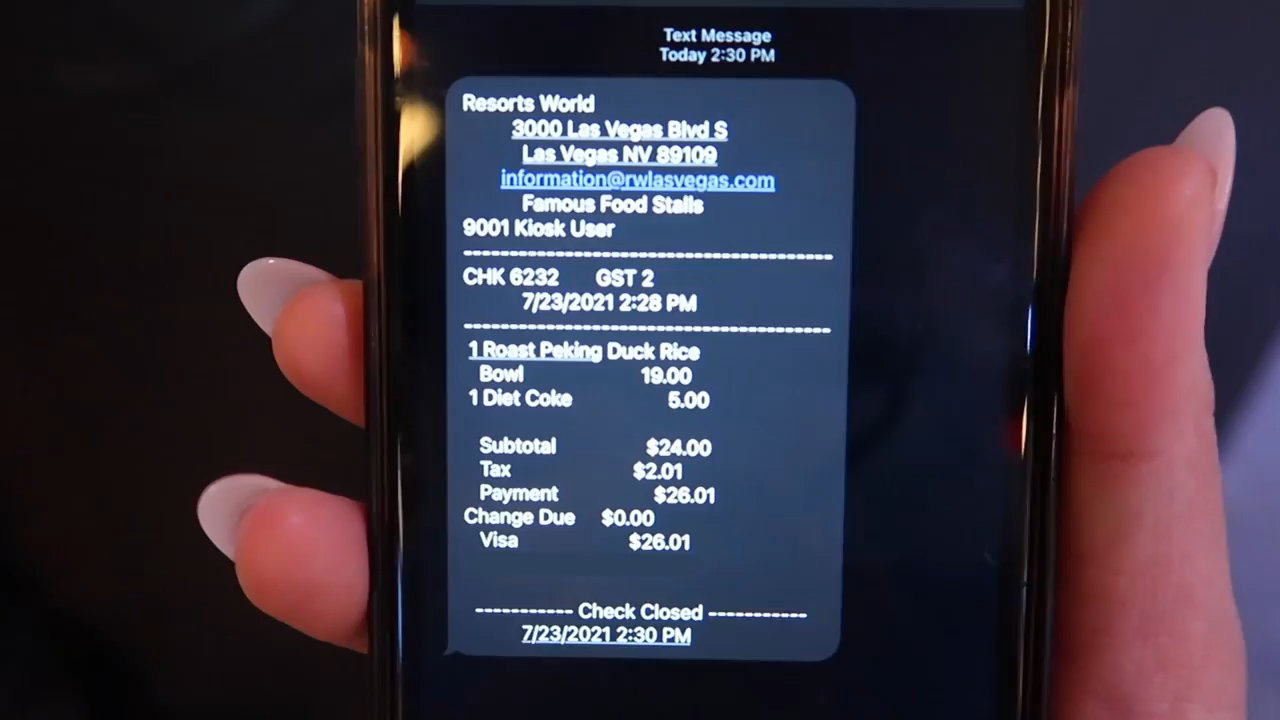 Text Message
Today 2:30 PM
Resorts World
3000 Las Vegas Blvd S
Las Vegas NV 89109
information@rwlasvegas.com
Famous Food Stalls
9001 Kiosk User
----------------------------------------
CHK 6232 GST 2
7/23/2021 2:28 PM
----------------------------------------
1 Roast Peking Duck Rice
Bowl 19.00
1 Diet Coke 5.00
Subtotal $24.00
Tax $2.01
Payment $26.01
Change Due $0.00
Visa $26.01
----------- Check Closed -----------
7/23/2021 2:30 PM